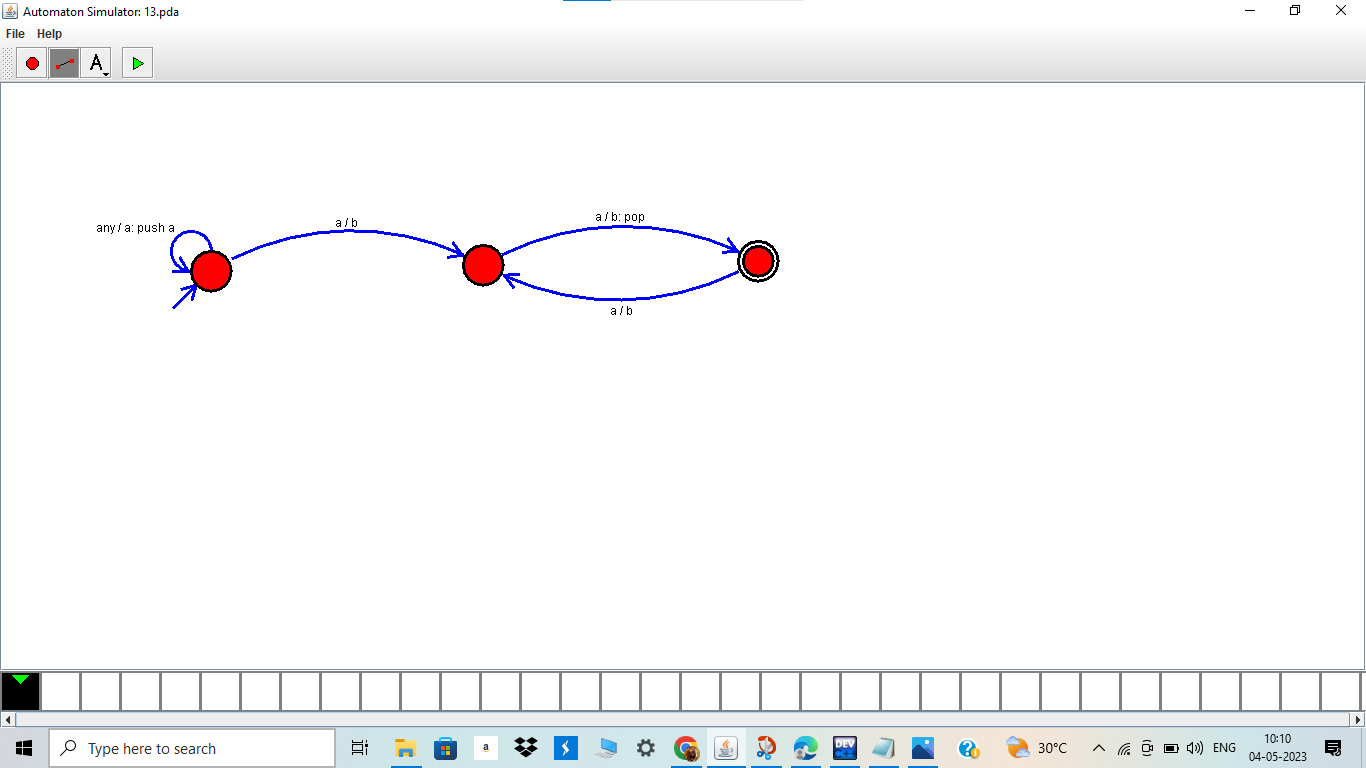 Automaton Simulator: 13.pda
File Help
A
any / a: push a
a / b
a / b: pop
a / b
Type here to search
a
DEV
30°C
ENG
10:10
04-05-2023